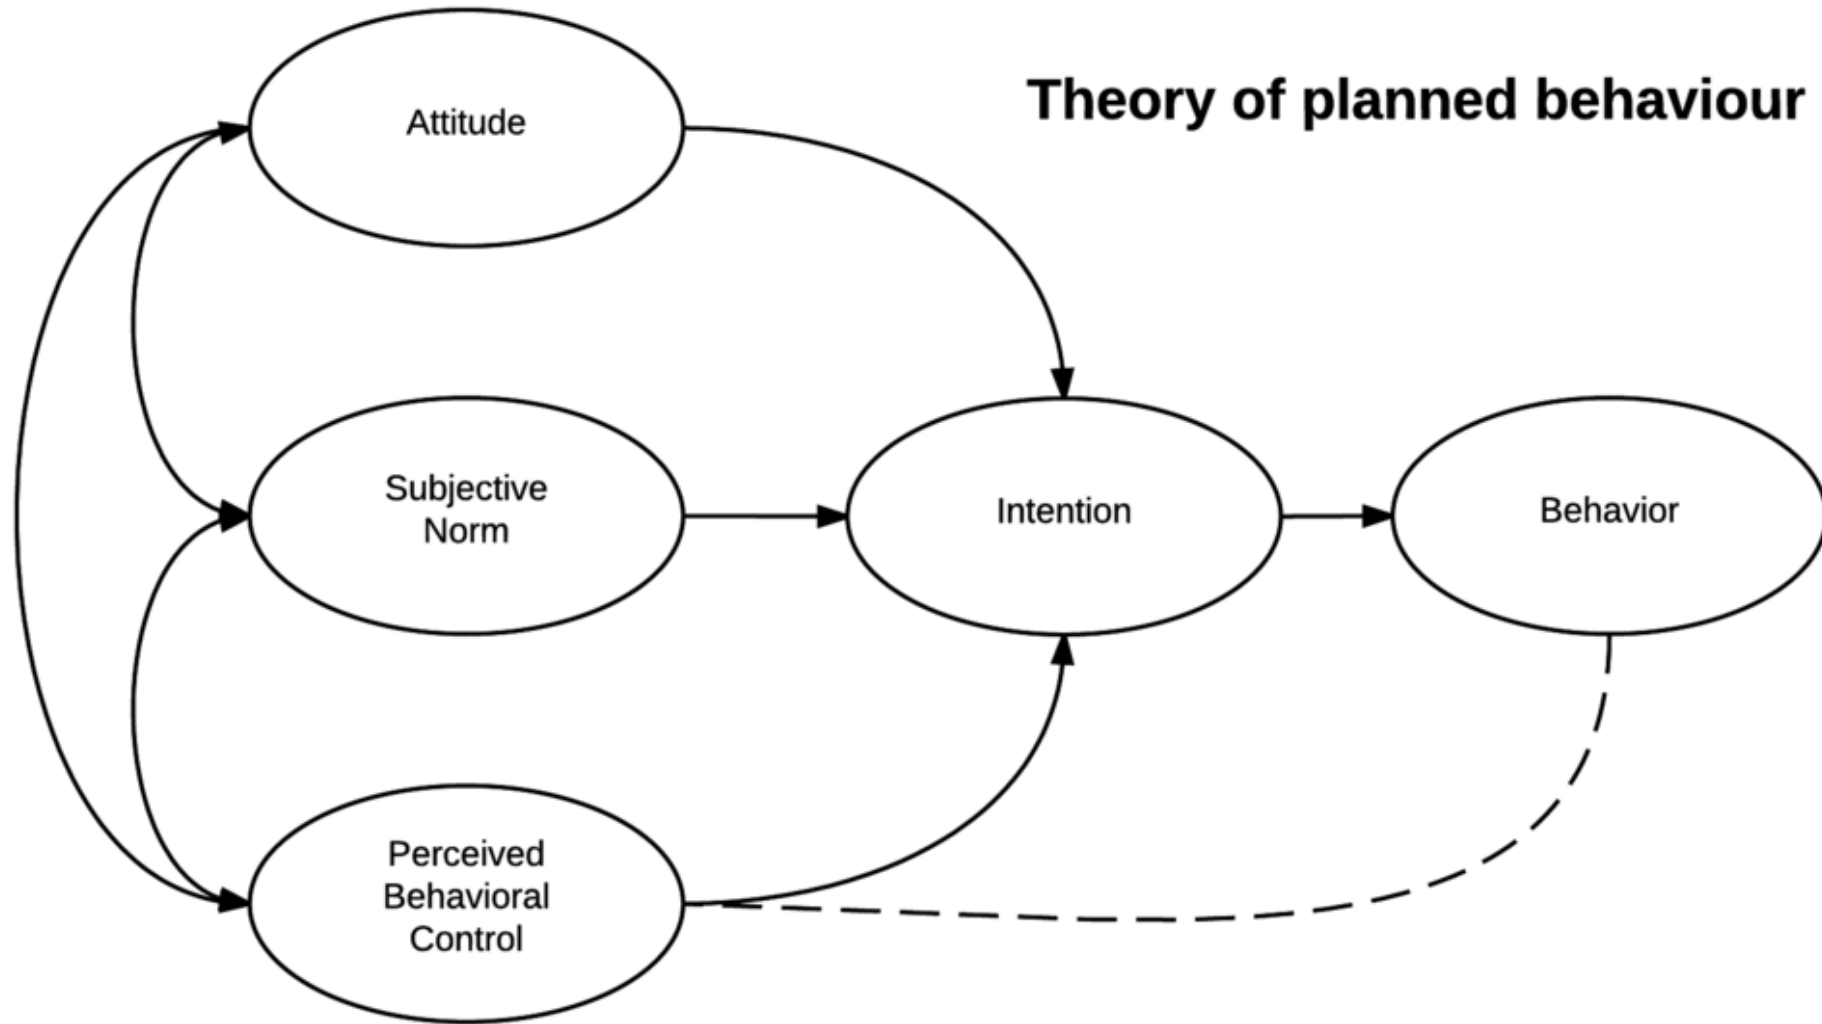 Attitude
Theory of planned behaviour
Subjective
Norm
Intention
Behavior
Perceived
Behavioral
Control